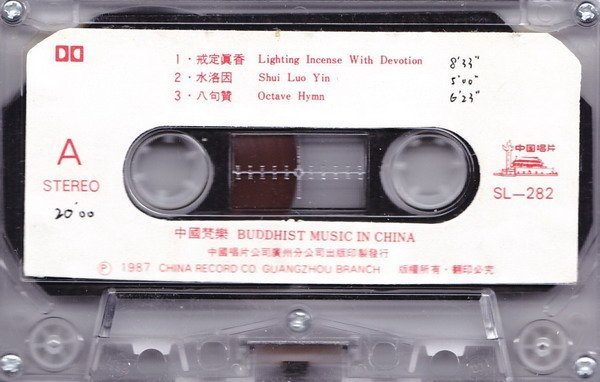 1·戒定眞香 Lighting Incense With Devotion 8'33"
2·水洛因 Shui Luo Yin 5'00"
3·八句贊 Octave Hymn 6'23"
A
STEREO
20'00
中国唱片
SL—282
中國梵樂 BUDDHIST MUSIC IN CHINA
中國唱片公司廣州分公司出版印製發行
Ⓟ 1987 CHINA RECORD CO. GUANGZHOU BRANCH 版權所有·翻印必究